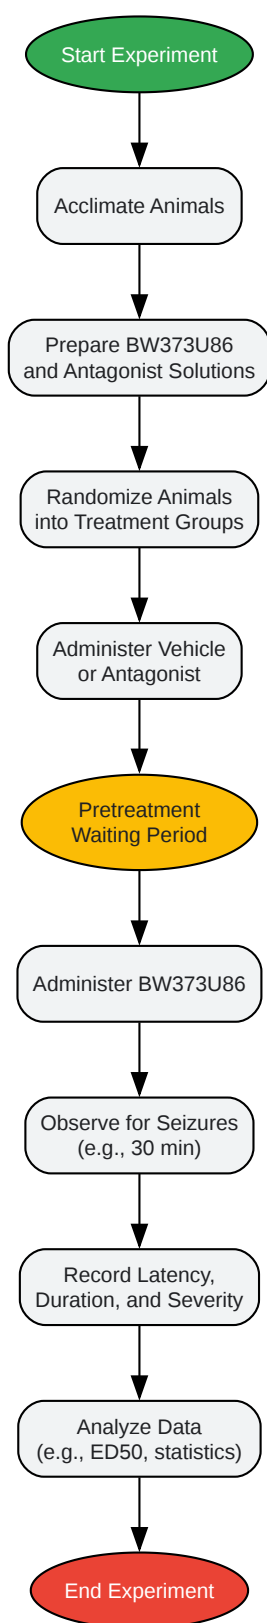 Start Experiment
Acclimate Animals
Prepare BW373U86
and Antagonist Solutions
Randomize Animals
into Treatment Groups
Administer Vehicle
or Antagonist
Pretreatment
Waiting Period
Administer BW373U86
Observe for Seizures
(e.g., 30 min)
Record Latency,
Duration, and Severity
Analyze Data
(e.g., ED50, statistics)
End Experiment